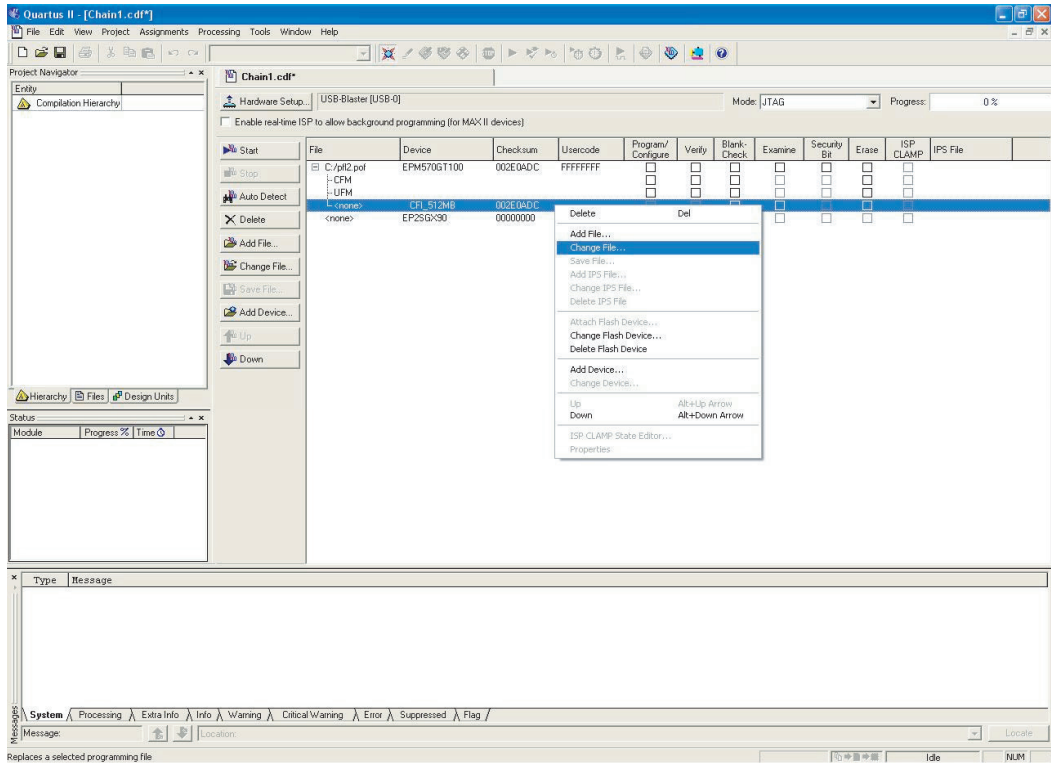 Quartus II - [Chain1.cdf*]
File Edit View Project Assignments Processing Tools Window Help
Project Navigator
Entity
Compilation Hierarchy
Hierarchy Files Design Units
Status
Module Progress % Time
Chain1.cdf*
Hardware Setup... USB-Blaster [USB-0] Mode: JTAG Progress: 0 %
Enable real-time ISP to allow background programming (for MAX II devices)
Start
Stop
Auto Detect
Delete
Add File...
Change File...
Save File...
Add Device...
Up
Down
File Device Checksum Usercode Program/ Configure Verify Blank- Check Examine Security Bit Erase ISP CLAMP IPS File
C:/pfl2.pof EPM570GT100 002E0ADC FFFFFFFF
CFM
UFM
<none> CFI_512MB 002E0ADC
<none> EP2SGX90 00000000
Delete Del
Add File...
Change File...
Save File...
Add IPS File...
Change IPS File...
Delete IPS File
Attach Flash Device...
Change Flash Device...
Delete Flash Device
Add Device...
Change Device...
Up Alt+Up Arrow
Down Alt+Down Arrow
ISP CLAMP State Editor...
Properties
Type Message
System Processing Extra Info Info Warning Critical Warning Error Suppressed Flag
Messages
Message: Location: Locate
Replaces a selected programming file Idle NUM